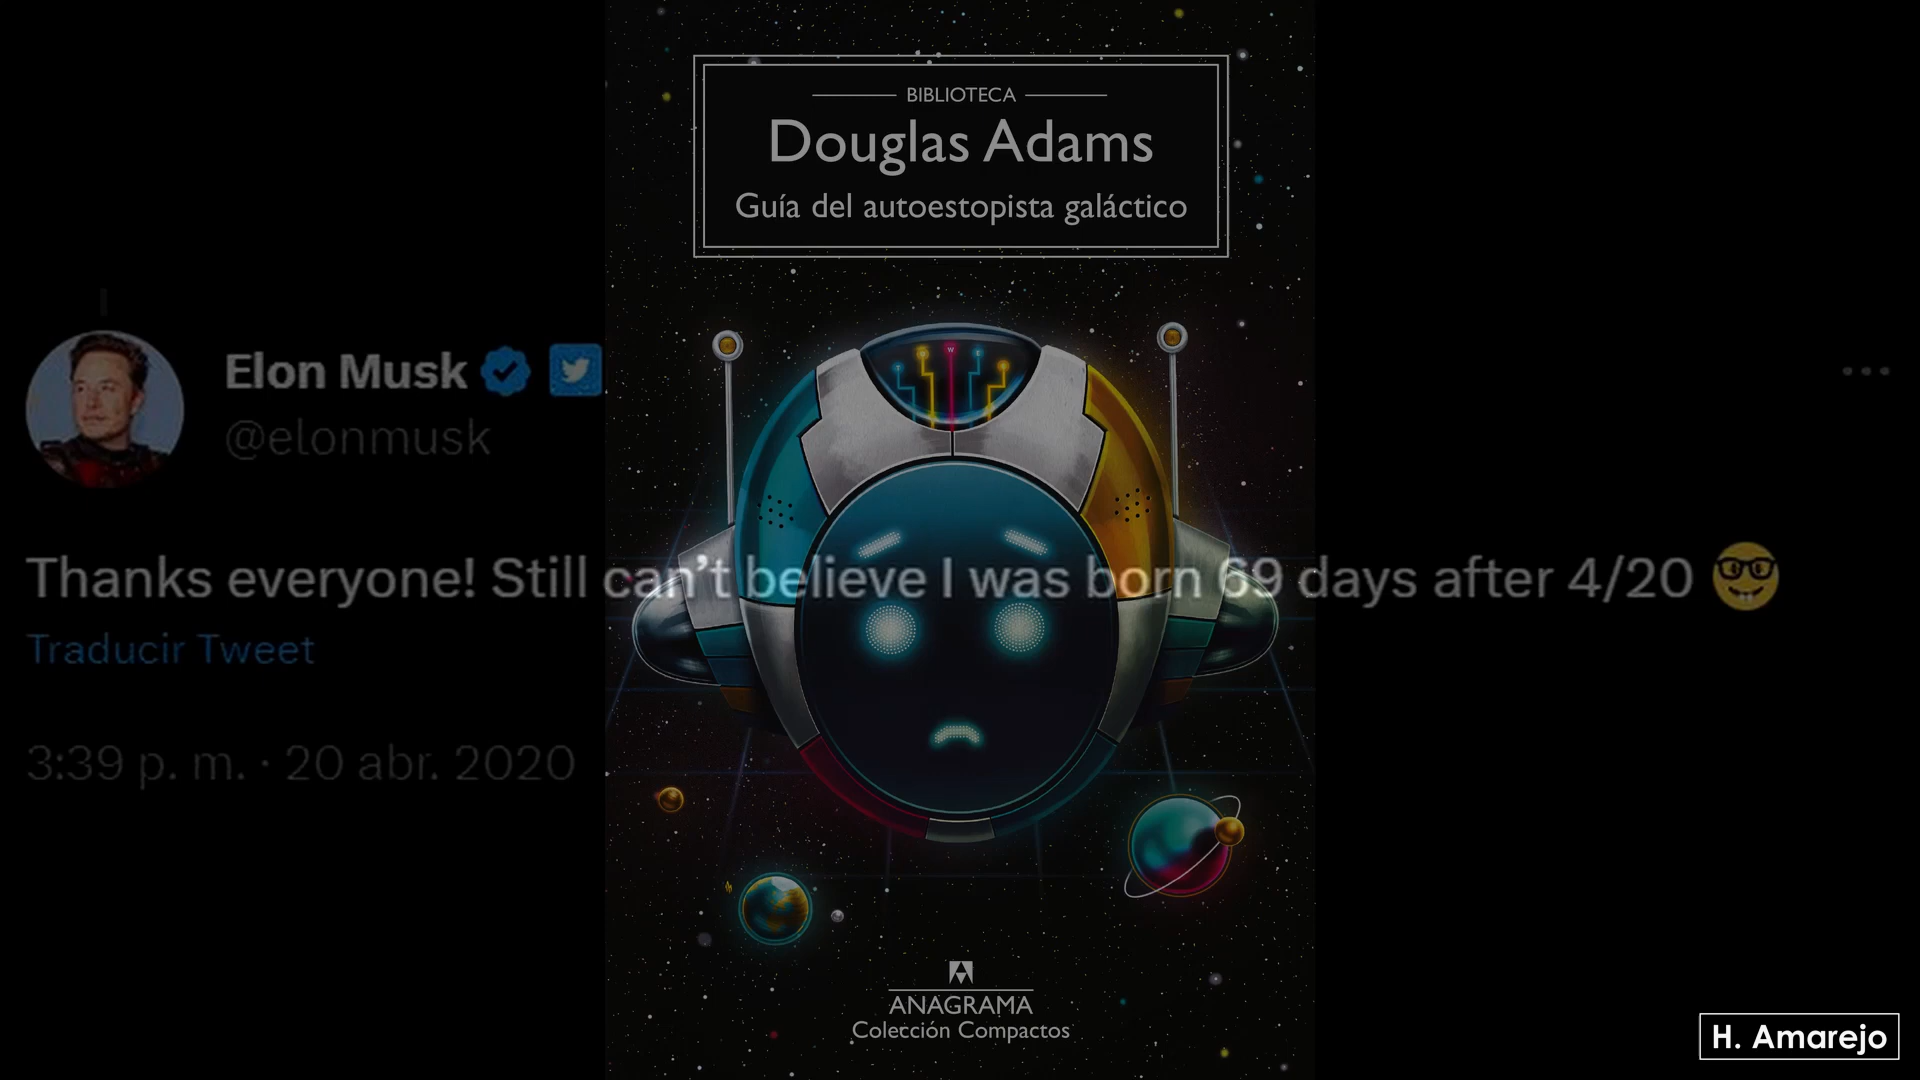 BIBLIOTECA
Douglas Adams
Guía del autoestopista galáctico
Elon Musk
@elonmusk
Thanks everyone! Still can’t believe I was born 69 days after 4/20 🤓
Traducir Tweet
3:39 p. m. · 20 abr. 2020
ANAGRAMA
Colección Compactos
H. Amarejo